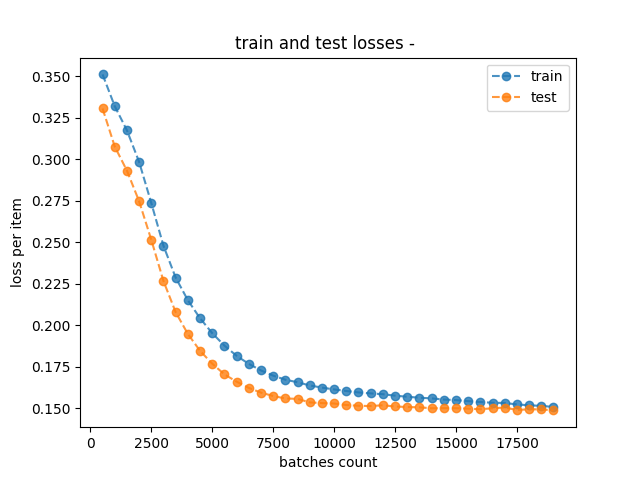 train and test losses -
train
test
loss per item
0.350
0.325
0.300
0.275
0.250
0.225
0.200
0.175
0.150
0 2500 5000 7500 10000 12500 15000 17500
batches count